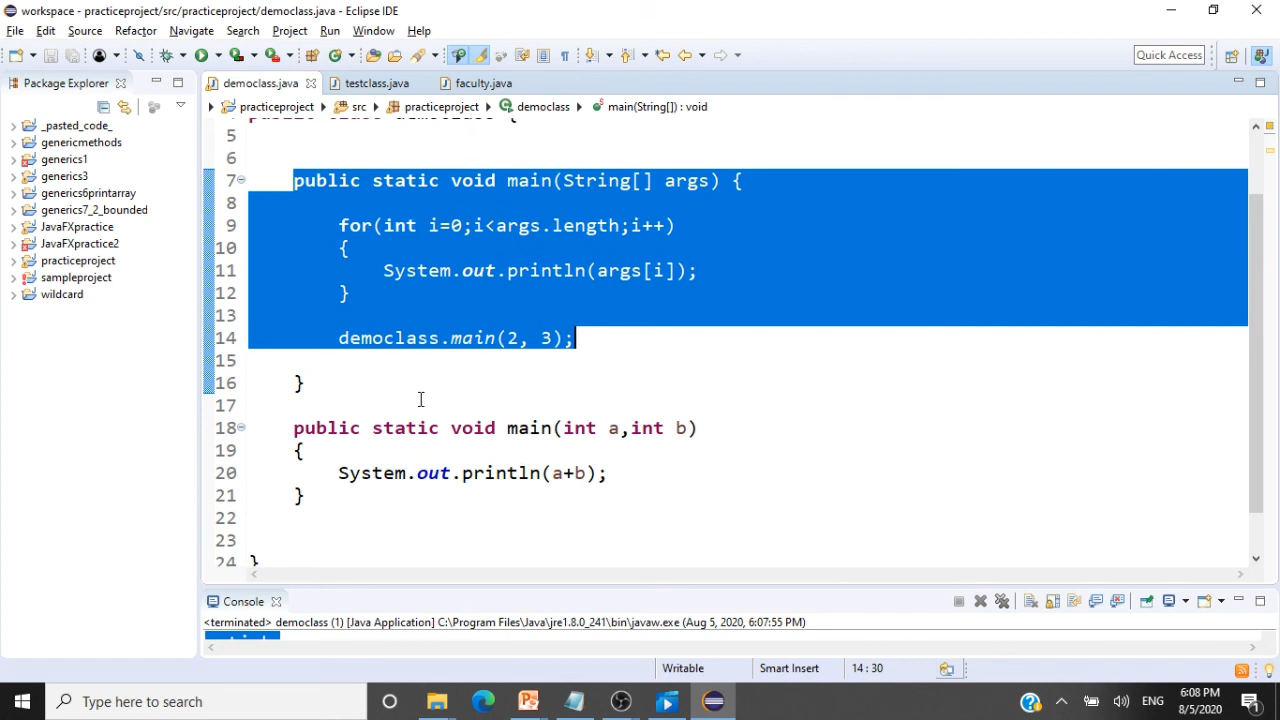 workspace - practiceproject/src/practiceproject/democlass.java - Eclipse IDE
File Edit Source Refactor Navigate Search Project Run Window Help
Quick Access
Package Explorer
democlass.java testclass.java faculty.java
practiceproject src practiceproject democlass main(String[]) : void
_pasted_code_
genericmethods
generics1
generics3
generics6printarray
generics7_2_bounded
JavaFXpractice
JavaFXpractice2
practiceproject
sampleproject
wildcard
5
6
7 public static void main(String[] args) {
8
9 for(int i=0;i<args.length;i++)
10 {
11 System.out.println(args[i]);
12 }
13
14 democlass.main(2, 3);
15
16 }
17
18 public static void main(int a,int b)
19 {
20 System.out.println(a+b);
21 }
22
23
24 }
Console
<terminated> democlass (1) [Java Application] C:\Program Files\Java\jre1.8.0_241\bin\javaw.exe (Aug 5, 2020, 6:07:55 PM)
Writable Smart Insert 14 : 30
Type here to search
ENG
6:08 PM
8/5/2020